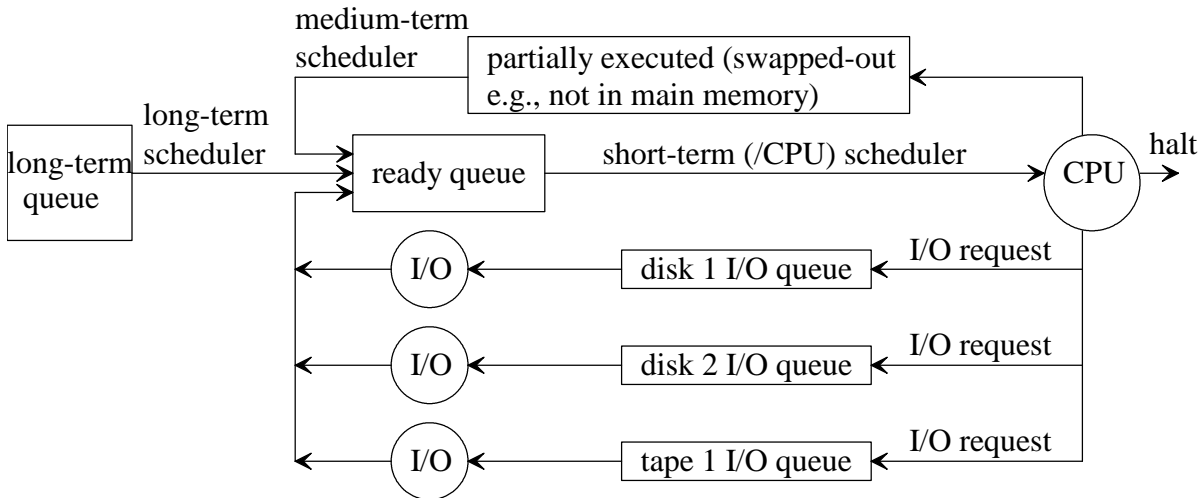 medium-term
scheduler
partially executed (swapped-out
e.g., not in main memory)
long-term
scheduler
long-term
queue
ready queue
short-term (/CPU) scheduler
CPU
halt
I/O
disk 1 I/O queue
I/O request
I/O
disk 2 I/O queue
I/O request
I/O
tape 1 I/O queue
I/O request